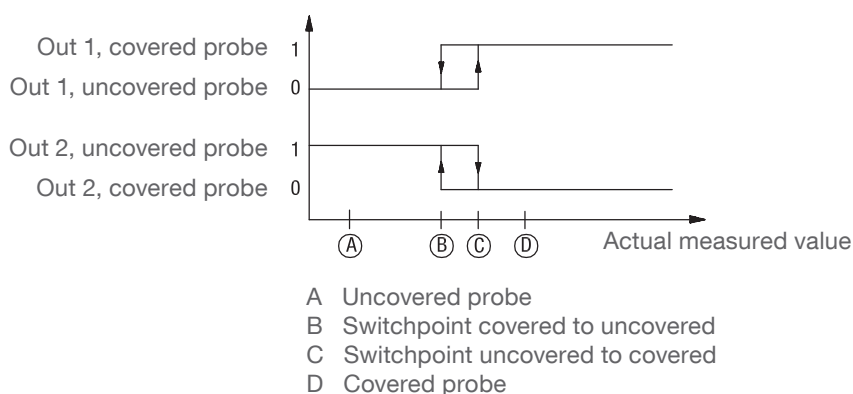 Out 1, covered probe 1
Out 1, uncovered probe 0
Out 2, uncovered probe 1
Out 2, covered probe 0
A B C D Actual measured value
A Uncovered probe
B Switchpoint covered to uncovered
C Switchpoint uncovered to covered
D Covered probe